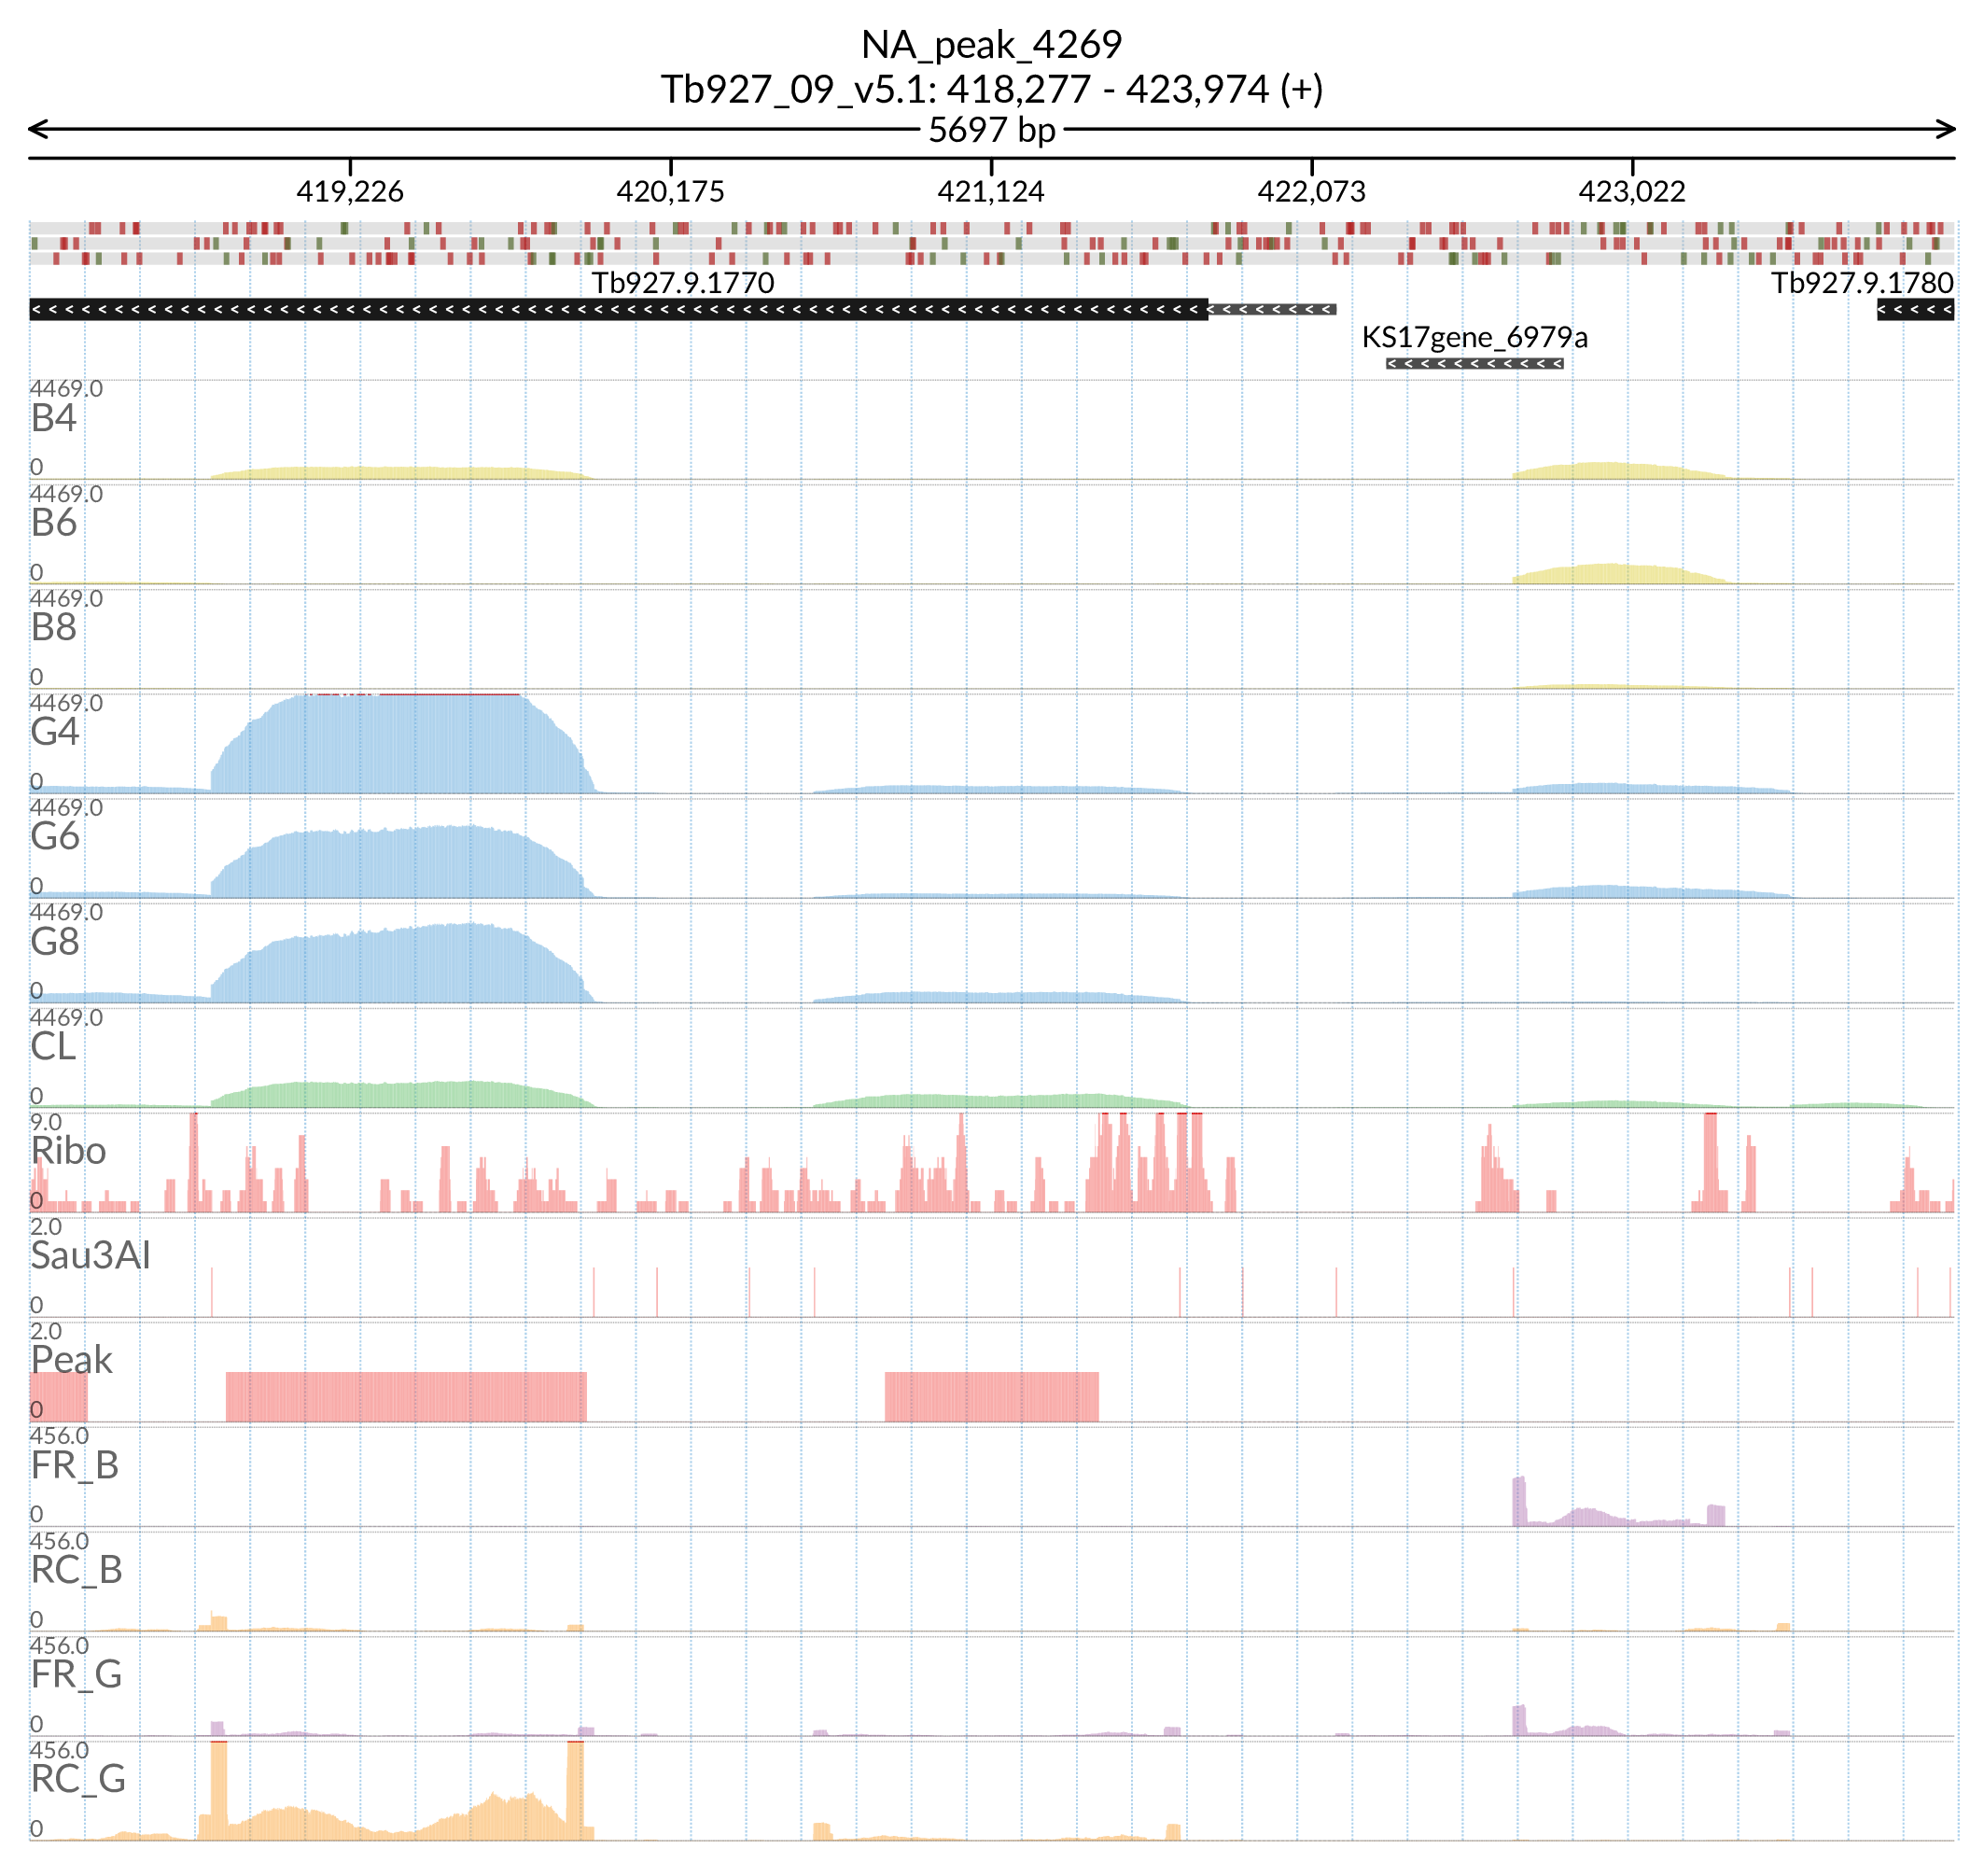 NA_peak_4269
Tb927_09_v5.1: 418,277 - 423,974 (+)
5697 bp
419,226 420,175 421,124 422,073 423,022
Tb927.9.1770 Tb927.9.1780
KS17gene_6979a
4469.0
B4
0
4469.0
B6
0
4469.0
B8
0
4469.0
G4
0
4469.0
G6
0
4469.0
G8
0
4469.0
CL
0
9.0
Ribo
0
2.0
Sau3AI
0
2.0
Peak
0
456.0
FR_B
0
456.0
RC_B
0
456.0
FR_G
0
456.0
RC_G
0